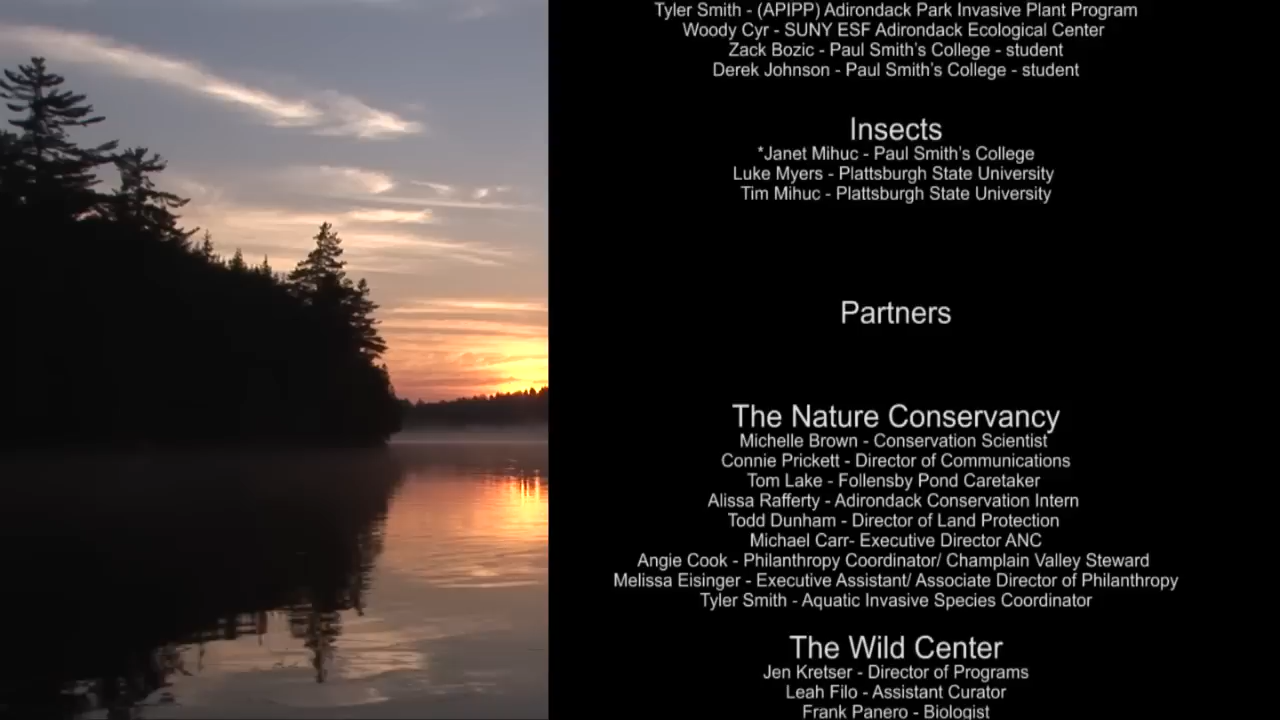 Tyler Smith - (APIPP) Adirondack Park Invasive Plant Program
Woody Cyr - SUNY ESF Adirondack Ecological Center
Zack Bozic - Paul Smith's College - student
Derek Johnson - Paul Smith's College - student
Insects
*Janet Mihuc - Paul Smith's College
Luke Myers - Plattsburgh State University
Tim Mihuc - Plattsburgh State University
Partners
The Nature Conservancy
Michelle Brown - Conservation Scientist
Connie Prickett - Director of Communications
Tom Lake - Follensby Pond Caretaker
Alissa Rafferty - Adirondack Conservation Intern
Todd Dunham - Director of Land Protection
Michael Carr- Executive Director ANC
Angie Cook - Philanthropy Coordinator/ Champlain Valley Steward
Melissa Eisinger - Executive Assistant/ Associate Director of Philanthropy
Tyler Smith - Aquatic Invasive Species Coordinator
The Wild Center
Jen Kretser - Director of Programs
Leah Filo - Assistant Curator
Frank Panero - Biologist